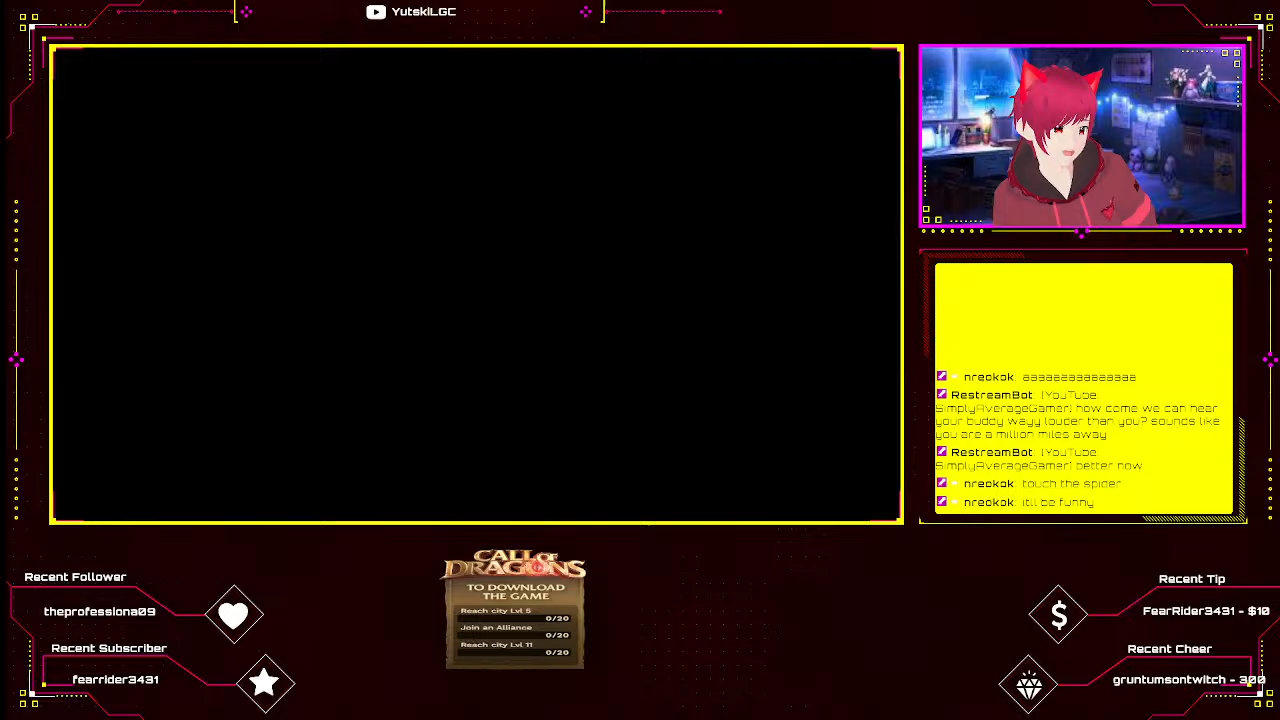 YutskiLGC
nreokok: aaaaaaaaaaaaaaa
RestreamBot: [YouTube:
SimplyAverageGamer] how come we can hear
your buddy wayy louder than you? sounds like
you are a million miles away
RestreamBot: [YouTube:
SimplyAverageGamer] better now
nreokok: touch the spider
nreokok: itll be funny
CALL OF
DRAGONS
TO DOWNLOAD
THE GAME
Reach city Lvl 5
0/20
Join an Alliance
0/20
Reach city Lvl 11
0/20
Recent Follower
theprofessiona09
Recent Subscriber
fearrider3431
Recent Tip
FearRider3431 - $10
Recent Cheer
gruntumsontwitch - 300